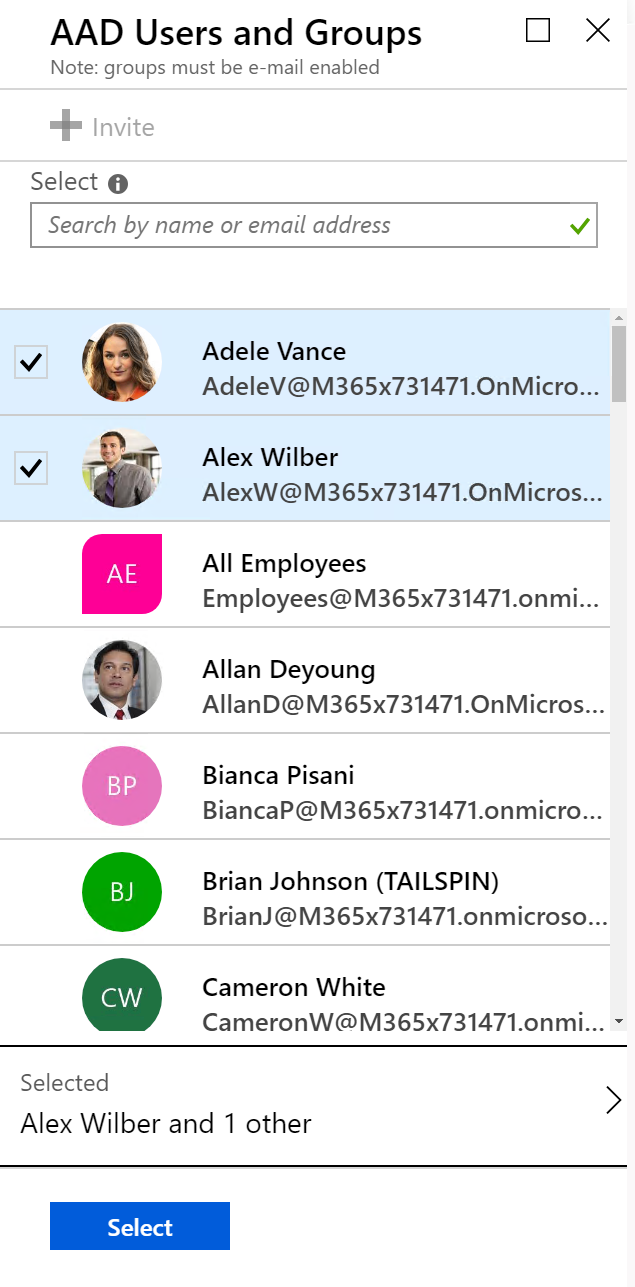 AAD Users and Groups
Note: groups must be e-mail enabled
Invite
Select
Search by name or email address
Adele Vance
AdeleV@M365x731471.OnMicro...
Alex Wilber
AlexW@M365x731471.OnMicros...
AE
All Employees
Employees@M365x731471.onmi...
Allan Deyoung
AllanD@M365x731471.OnMicros...
BP
Bianca Pisani
BiancaP@M365x731471.onmicro...
BJ
Brian Johnson (TAILSPIN)
BrianJ@M365x731471.onmicroso...
CW
Cameron White
CameronW@M365x731471.onmi...
Selected
Alex Wilber and 1 other
Select